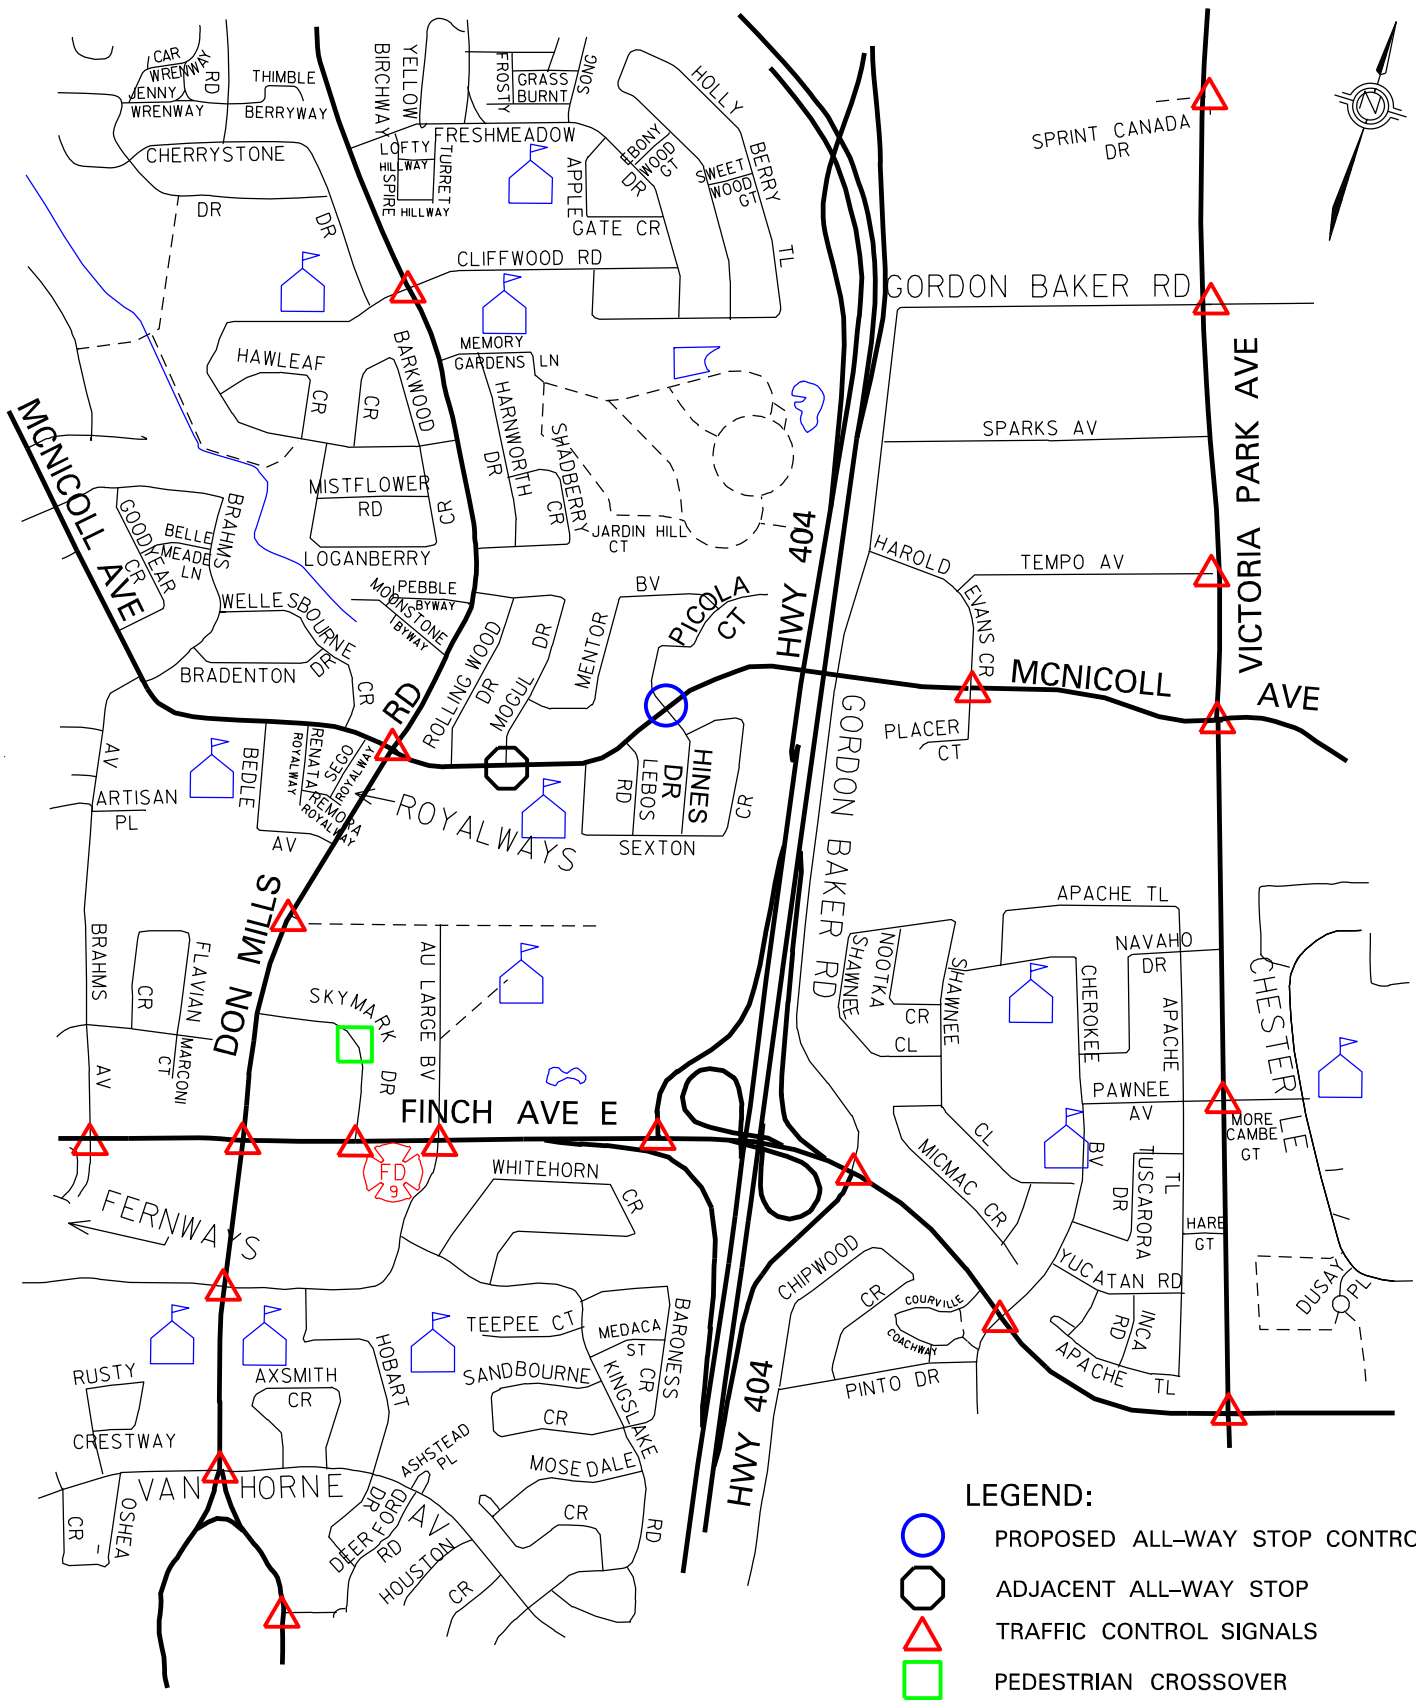 CAR
WRENWAY
JENNY
WRENWAY
RD
THIMBLE
BERRYWAY
CHERRYSTONE
DR
DR
BIRCHWAY
YELLOW
FROSTY
GRASS
BURNT
SONG
FRESHMEADOW
DR
LOFTY
HILLWAY
SPIRE
TURRET
HILLWAY
APPLE
GATE CR
EBONY
WOOD
GT
HOLLY
BERRY
TL
SWEET
WOOD
GT
CLIFFWOOD RD
SPRINT CANADA
DR
GORDON BAKER RD
HAWLEAF
CR
CR
BARKWOOD
CR
MEMORY
GARDENS LN
HARNWORTH
DR
SHADBERRY
CR
MISTFLOWER
RD
LOGANBERRY
JARDIN HILL
CT
SPARKS AV
VICTORIA PARK AVE
MCNICOLL AVE
GOODYEAR
CR
BELLE
MEADE
LN
BRAHMS
WELLESBOURNE
DR
CR
BRADENTON
PEBBLE
BYWAY
MOONSTONE
BYWAY
ROLLING WOOD
DR
MOGUL
DR
MENTOR
BV
PICOLA
CT
HWY 404
HAROLD
EVANS CR
TEMPO AV
MCNICOLL
AVE
PLACER
CT
GORDON BAKER RD
AV
ARTISAN
PL
BEDLE
AV
RENATA
ROYALWAY
SEGO
ROYALWAY
REMORA
ROYALWAY
ROYALWAYS
RD
LEBOS
RD
HINES
DR
CR
SEXTON
DON MILLS
BRAHMS
AV
CR
FLAVIAN
MARCONI
CT
SKYMARK
DR
AU LARGE BV
FINCH AVE E
FD
9
SHAWNEE
NOOTKA
CR
CL
SHAWNEE
CL
APACHE TL
NAVAHO
DR
CHEROKEE
BV
APACHE
TL
PAWNEE
AV
MORE
CAMBE
GT
CHESTER LE
MICMAC CR
TUSCARORA
DR
HARE
GT
YUCATAN RD
INCA
RD
APACHE TL
DUSAY
PL
FERNWAYS
WHITEHORN
CR
CHIPWOOD
CR
COURVILLE
COACHWAY
PINTO DR
TEEPEE CT
MEDACA
ST
BARONESS
CR
SANDBOURNE
CR
KINGSLAKE
RD
HOBART
DR
RUSTY
CRESTWAY
AXSMITH
CR
VAN HORNE
AV
ASHSTEAD
PL
DEERFORD
RD
HOUSTON
CR
MOSEDALE
CR
OSHEA
CR
HWY 404
LEGEND:
PROPOSED ALL-WAY STOP CONTRO
ADJACENT ALL-WAY STOP
TRAFFIC CONTROL SIGNALS
PEDESTRIAN CROSSOVER